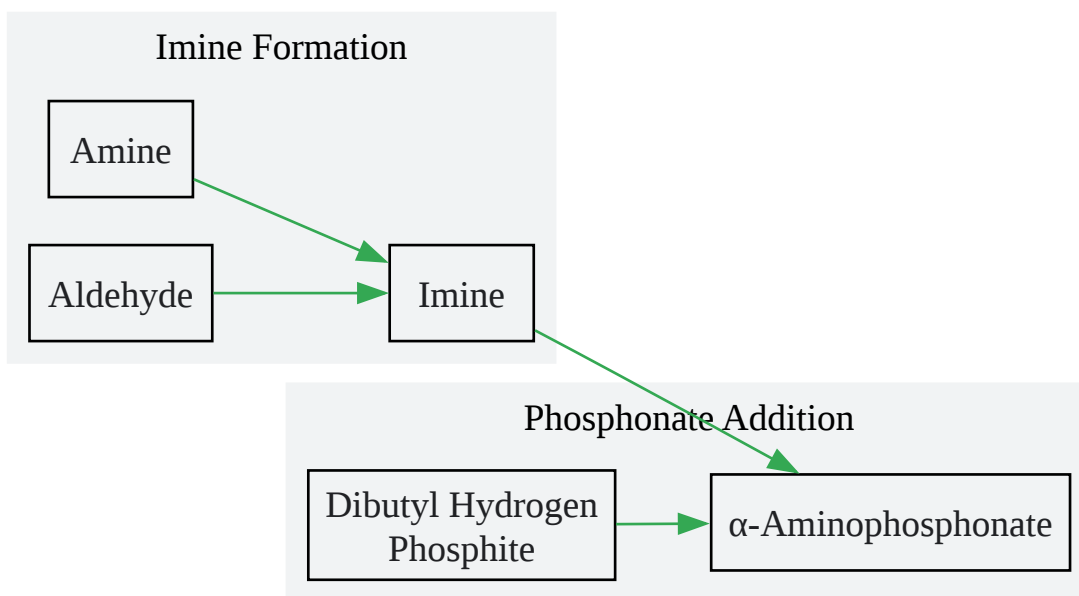 Imine Formation
Amine
Aldehyde
Imine
Phosphonate Addition
Dibutyl Hydrogen
Phosphite
α-Aminophosphonate